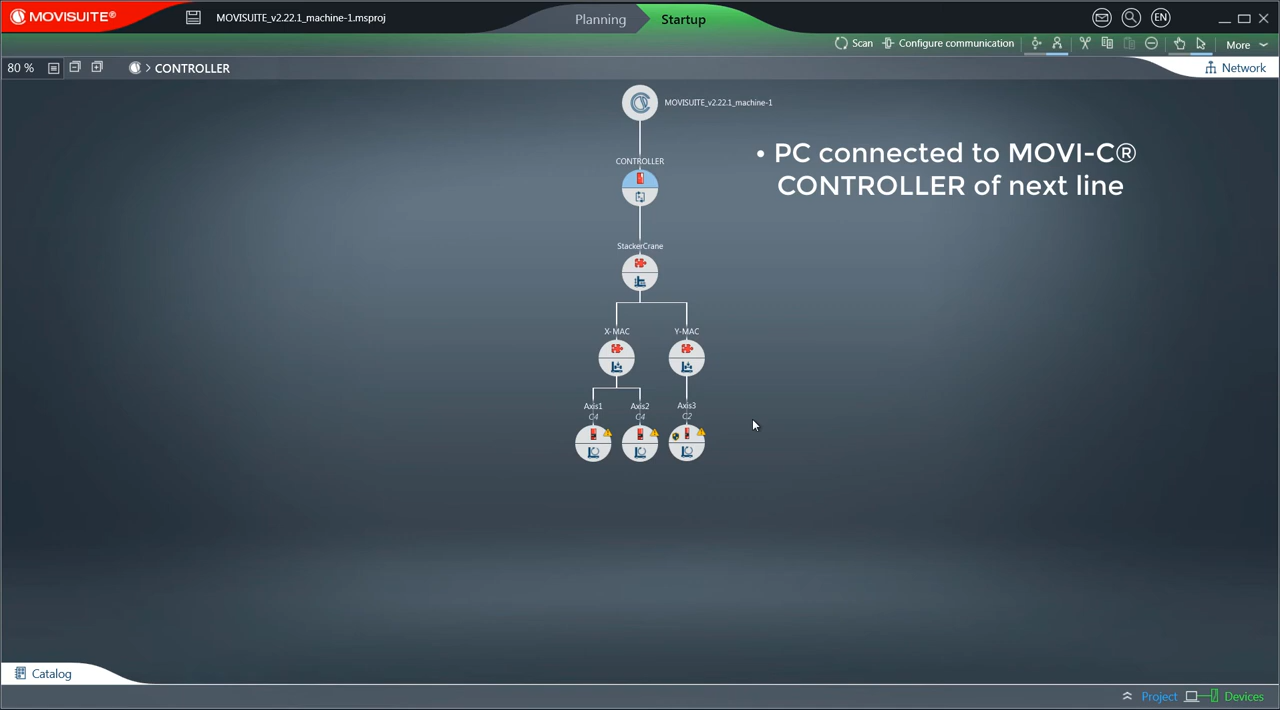 MOVISUITE®
MOVISUITE_v2.22.1_machine-1.msproj
Planning
Startup
EN
Scan
Configure communication
More
80 %
> CONTROLLER
Network
MOVISUITE_v2.22.1_machine-1
• PC connected to MOVI-C®
CONTROLLER of next line
CONTROLLER
StackerCrane
X-MAC
Y-MAC
Axis1
Axis2
Axis3
C4
C4
C2
Catalog
Project
Devices